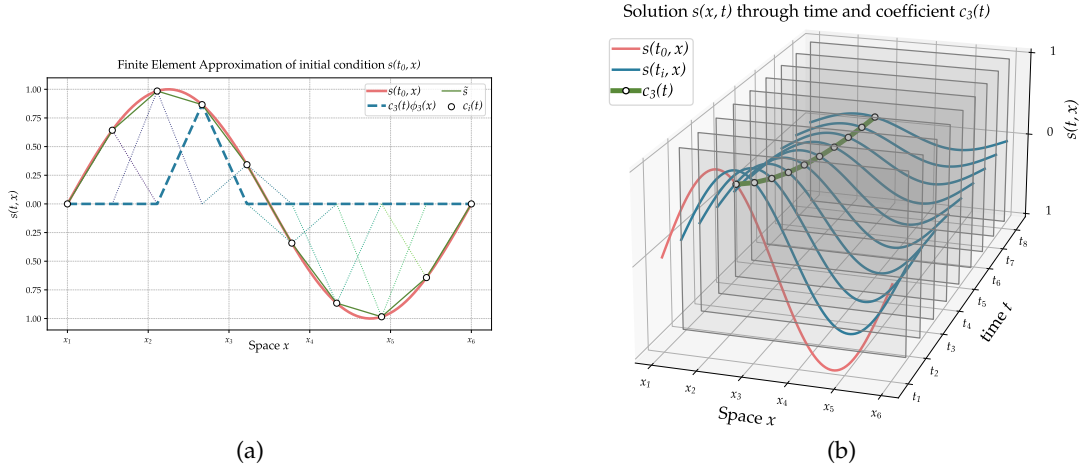 Finite Element Approximation of initial condition s(t₀, x)
s(t₀, x)
c₃(t)ϕ₃(x)
s̃
cᵢ(t)
1.00
0.75
0.50
0.25
0.00
0.25
0.50
0.75
1.00
s(t, x)
x₁ x₂ x₃ x₄ x₅ x₆
Space x
(a)
Solution s(x, t) through time and coefficient c₃(t)
s(t₀, x)
s(tᵢ, x)
c₃(t)
1
0
1
s(t, x)
t₈
t₇
t₆
t₅
t₄
t₃
t₂
t₁
time t
x₁ x₂ x₃ x₄ x₅ x₆
Space x
(b)